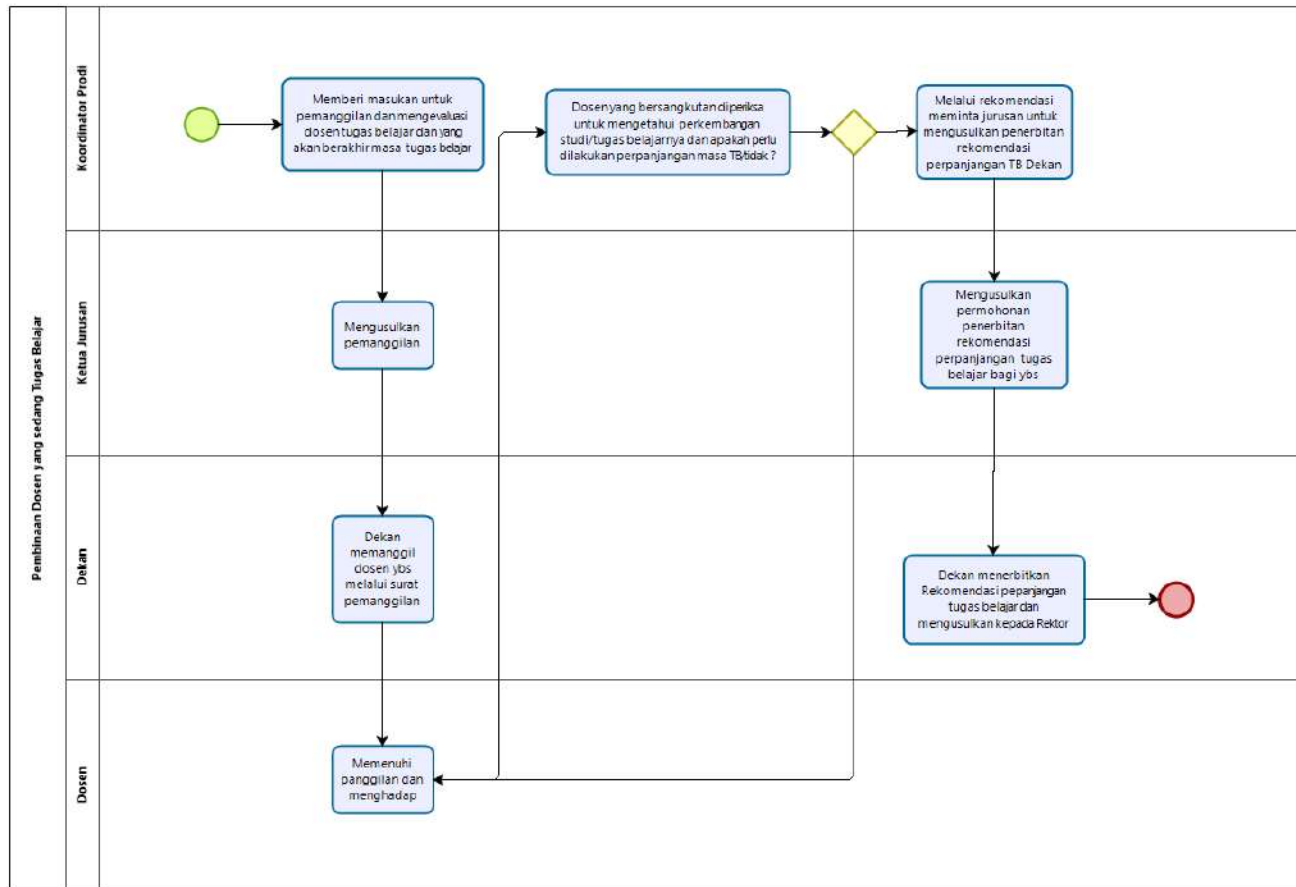 Pembinaan Dosen yang sedang Tugas Belajar
Koordinator Prodi
Memberi masukan untuk
pemanggilan dan mengevaluasi
dosen tugas belajar dan yang
akan berakhir masa tugas belajar
Dosen yang bersangkutan diperiksa
untuk mengetahui perkembangan
studi/tugas belajarnya dan apakah perlu
dilakukan perpanjangan masa TB/tidak ?
Melalui rekomendasi
meminta jurusan untuk
mengusulkan penerbitan
rekomendasi
perpanjangan TB Dekan
Ketua Jurusan
Mengusulkan
pemanggilan
Mengusulkan
permohonan
penerbitan
rekomendasi
perpanjangan tugas
belajar bagi ybs
Dekan
Dekan
memanggil
dosen ybs
melalui surat
pemanggilan
Dekan menerbitkan
Rekomendasi pepanjangan
tugas belajar dan
mengusulkan kepada Rektor
Dosen
Memenuhi
panggilan dan
menghadap